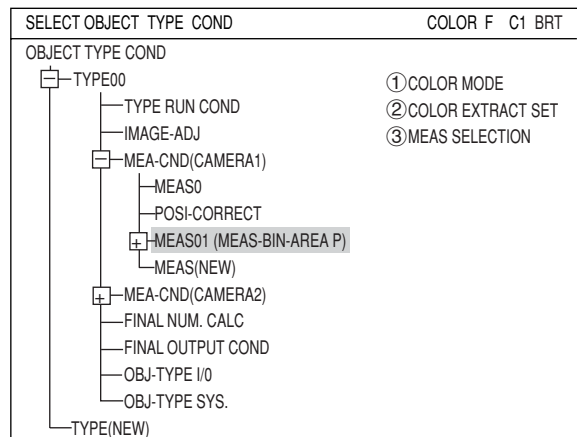 SELECT OBJECT TYPE COND COLOR F C1 BRT
OBJECT TYPE COND
TYPE00
①COLOR MODE
TYPE RUN COND
②COLOR EXTRACT SET
IMAGE-ADJ
③MEAS SELECTION
MEA-CND(CAMERA1)
MEAS0
POSI-CORRECT
MEAS01 (MEAS-BIN-AREA P)
MEAS(NEW)
MEA-CND(CAMERA2)
FINAL NUM. CALC
FINAL OUTPUT COND
OBJ-TYPE I/0
OBJ-TYPE SYS.
TYPE(NEW)